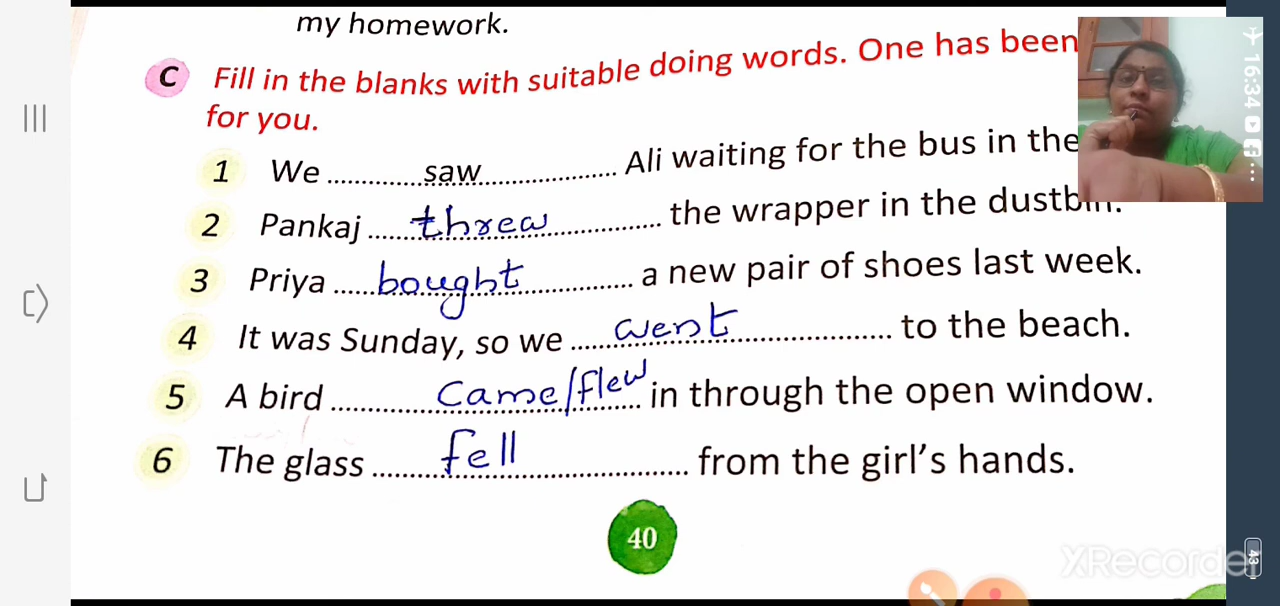 my homework.
C Fill in the blanks with suitable doing words. One has been
for you.
1 We ......... saw ......... Ali waiting for the bus in the
2 Pankaj ......... threw ......... the wrapper in the dustbin.
3 Priya ......... bought ......... a new pair of shoes last week.
4 It was Sunday, so we ......... went ......... to the beach.
5 A bird ......... came/flew ......... in through the open window.
6 The glass ......... fell ......... from the girl's hands.
40
16:34
43
XRecorder